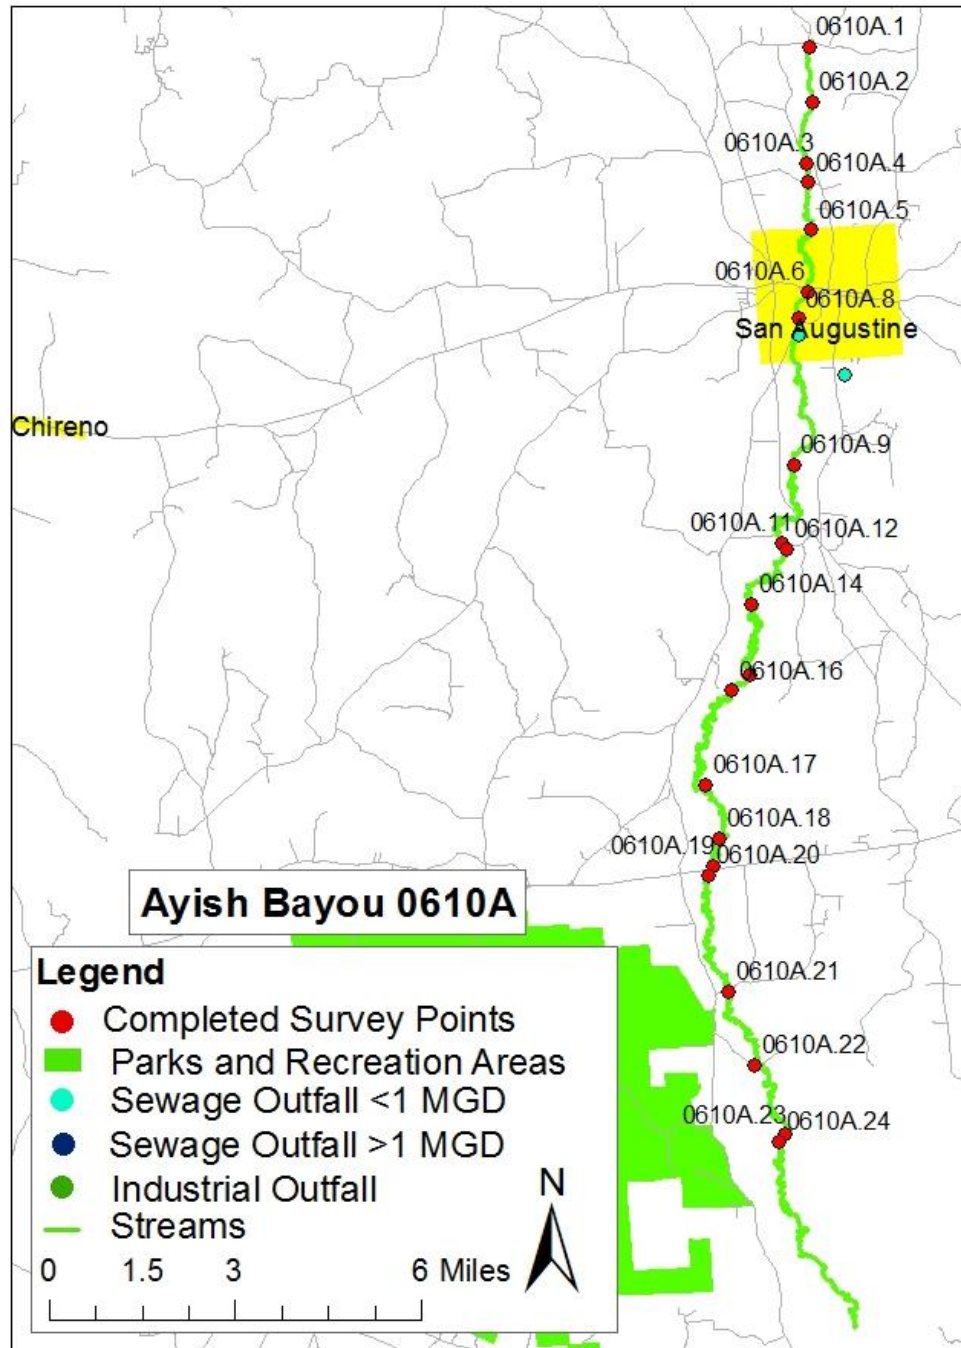 0610A.1
0610A.2
0610A.3
0610A.4
0610A.5
0610A.6
0610A.8
San Augustine
Chireno
0610A.9
0610A.11
0610A.12
0610A.14
0610A.16
0610A.17
0610A.18
0610A.19
0610A.20
Ayish Bayou 0610A
Legend
Completed Survey Points
Parks and Recreation Areas
Sewage Outfall <1 MGD
Sewage Outfall >1 MGD
Industrial Outfall
Streams
0 1.5 3 6 Miles
N
0610A.21
0610A.22
0610A.23
0610A.24